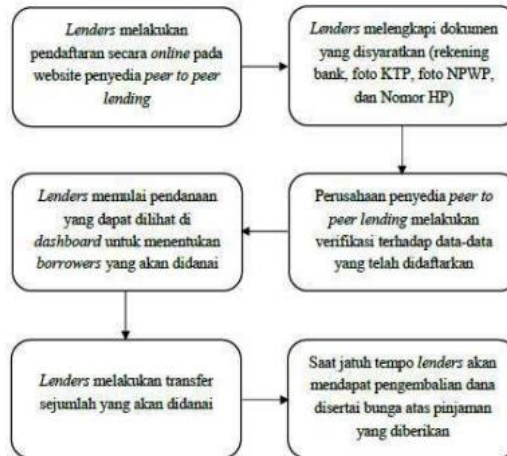 Lenders melakukan
pendaftaran secara online pada
website penyedia peer to peer
lending
Lenders melengkapi dokumen
yang disyaratkan (rekening
bank, foto KTP, foto NPWP,
dan Nomor HP)
Perusahaan penyedia peer to
peer lending melakukan
verifikasi terhadap data-data
yang telah didaftarkan
Lenders memulai pendanaan
yang dapat dilihat di
dashboard untuk menentukan
borrowers yang akan didanai
Lenders melakukan transfer
sejumlah yang akan didanai
Saat jatuh tempo lenders akan
mendapat pengembalian dana
disertai bunga atas pinjaman
yang diberikan